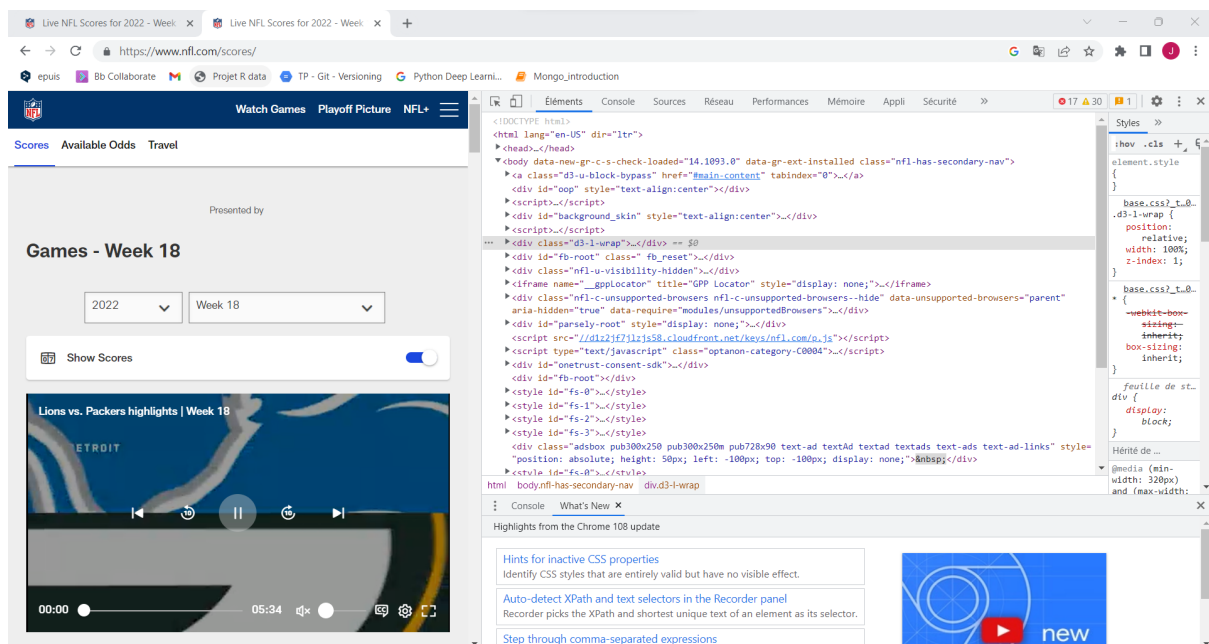 Live NFL Scores for 2022 - Week
Live NFL Scores for 2022 - Week
https://www.nfl.com/scores/
epuis
Bb Collaborate
Projet R data
TP - Git - Versioning
Python Deep Learni...
Mongo_introduction
NFL
Watch Games Playoff Picture NFL+
Scores Available Odds Travel
Presented by
Games - Week 18
2022
Week 18
Show Scores
Lions vs. Packers highlights | Week 18
ETROIT
10
10
00:00
05:34
Éléments Console Sources Réseau Performances Mémoire Appli Sécurité »
17 30 1
<!DOCTYPE html>
<html lang="en-US" dir="ltr">
<head>…</head>
<body data-new-gr-c-s-check-loaded="14.1093.0" data-gr-ext-installed class="nfl-has-secondary-nav">
<a class="d3-u-block-bypass" href="#main-content" tabindex="0">…</a>
<div id="oop" style="text-align:center"></div>
<script>…</script>
<div id="background_skin" style="text-align:center">…</div>
<script>…</script>
<div class="d3-l-wrap">…</div> == $0
<div id="fb-root" class=" fb_reset">…</div>
<div class="nfl-u-visibility-hidden">…</div>
<iframe name="__gppLocator" title="GPP Locator" style="display: none;">…</iframe>
<div class="nfl-c-unsupported-browsers nfl-c-unsupported-browsers--hide" data-unsupported-browsers="parent"
aria-hidden="true" data-require="modules/unsupportedBrowsers">…</div>
<div id="parsely-root" style="display: none;">…</div>
<script src="//d1z2jf7jlzjs58.cloudfront.net/keys/nfl.com/p.js"></script>
<script type="text/javascript" class="optanon-category-C0004">…</script>
<div id="onetrust-consent-sdk">…</div>
<div id="fb-root"></div>
<style id="fs-0">…</style>
<style id="fs-1">…</style>
<style id="fs-2">…</style>
<style id="fs-3">…</style>
<div class="adsbox pub300x250 pub300x250m pub728x90 text-ad textAd textad textads text-ads text-ad-links" style=
"position: absolute; height: 50px; left: -100px; top: -100px; display: none;">&nbsp;</div>
<style id="fs-0">…</style>
html body.nfl-has-secondary-nav div.d3-l-wrap
Styles »
:hov .cls +
element.style
{
}
base.css?_t…0…
.d3-l-wrap {
position:
relative;
width: 100%;
z-index: 1;
}
base.css?_t…0…
* {
-webkit-box-
sizing:
inherit;
box-sizing:
inherit;
}
feuille de st…
div {
display:
block;
}
Hérité de …
@media (min-
width: 320px)
and (max-width:
Console What's New
Highlights from the Chrome 108 update
Hints for inactive CSS properties
Identify CSS styles that are entirely valid but have no visible effect.
Auto-detect XPath and text selectors in the Recorder panel
Recorder picks the XPath and shortest unique text of an element as its selector.
Step through comma-separated expressions
new